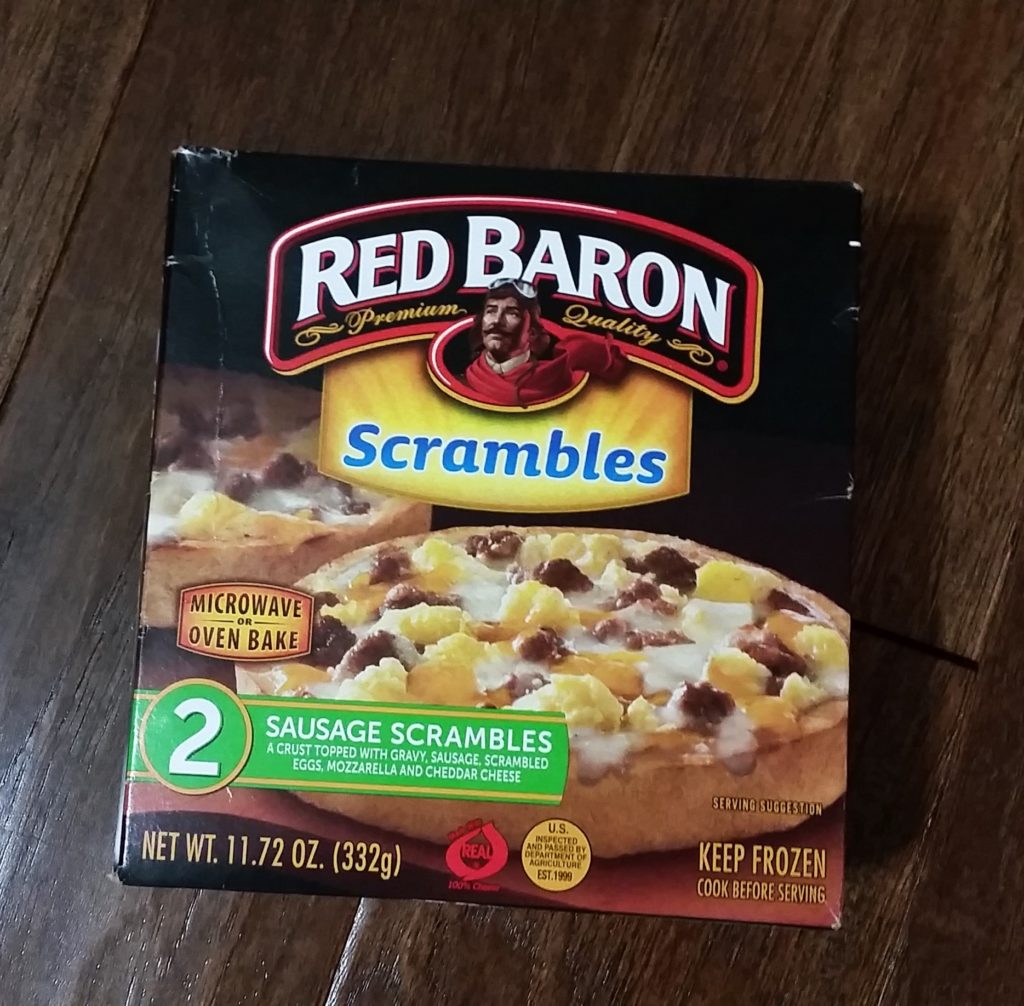 RED BARON
Premium Quality
Scrambles
MICROWAVE
OR
OVEN BAKE
2
SAUSAGE SCRAMBLES
A CRUST TOPPED WITH GRAVY, SAUSAGE, SCRAMBLED
EGGS, MOZZARELLA AND CHEDDAR CHEESE
SERVING SUGGESTION
NET WT. 11.72 OZ. (332g)
REAL
100% Cheese
U.S.
INSPECTED
AND PASSED BY
DEPARTMENT OF
AGRICULTURE
EST.1999
KEEP FROZEN
COOK BEFORE SERVING